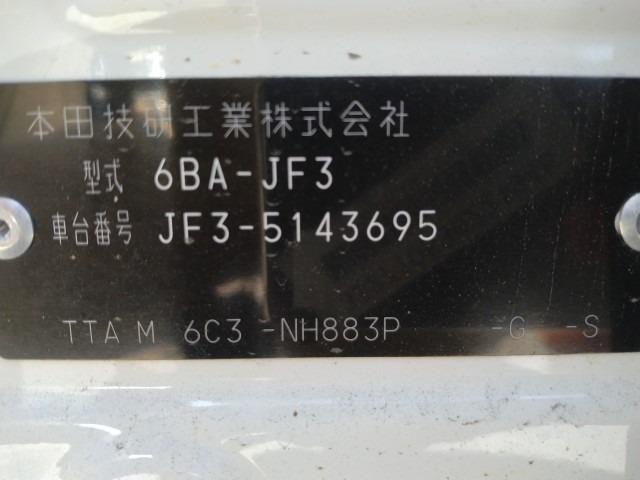 本田技研工業株式会社
型式 6BA-JF3
車台番号 JF3-5143695
TTA M 6C3 -NH883P -G -S